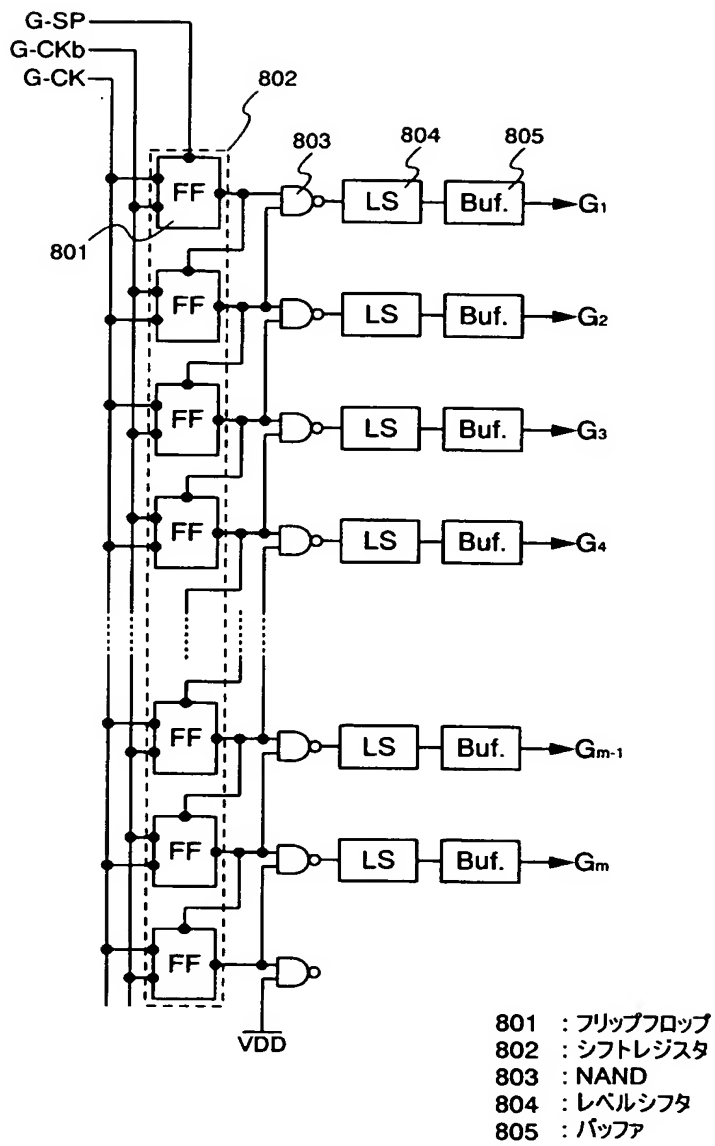 G-SP
G-CKb
G-CK
802
803
804
805
FF
LS
Buf.
G1
801
FF
LS
Buf.
G2
FF
LS
Buf.
G3
FF
LS
Buf.
G4
FF
LS
Buf.
Gm-1
FF
LS
Buf.
Gm
FF
VDD
801 : フリップフロップ
802 : シフトレジスタ
803 : NAND
804 : レベルシフタ
805 : バッファ